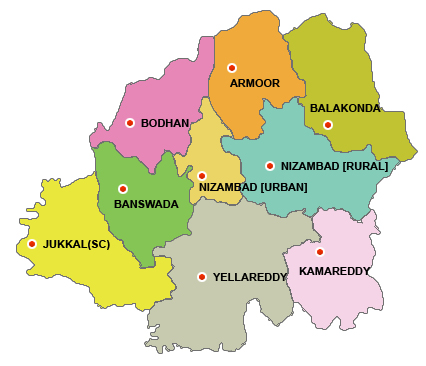 ARMOOR
BALAKONDA
BODHAN
NIZAMBAD [RURAL]
NIZAMBAD [URBAN]
BANSWADA
JUKKAL(SC)
YELLAREDDY
KAMAREDDY